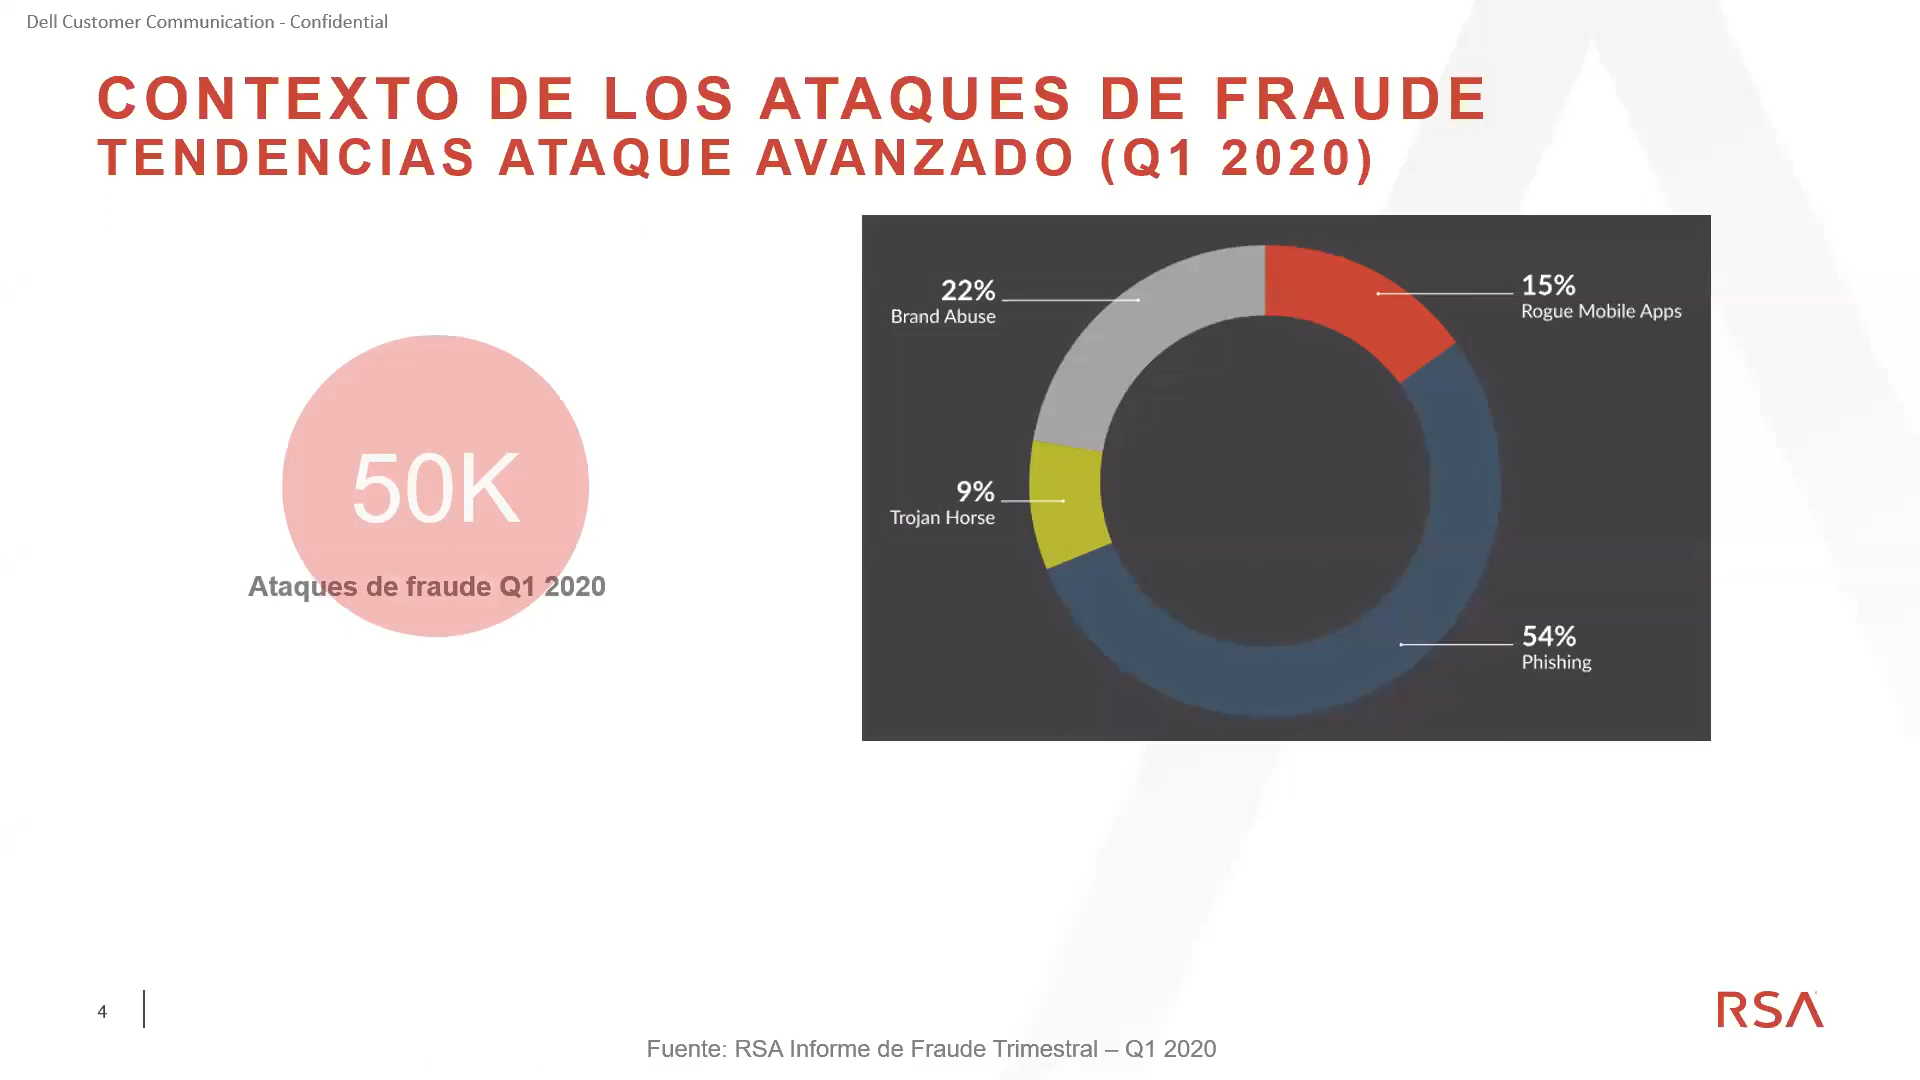 Dell Customer Communication - Confidential
CONTEXTO DE LOS ATAQUES DE FRAUDE
TENDENCIAS ATAQUE AVANZADO (Q1 2020)
50K
Ataques de fraude Q1 2020
22%
Brand Abuse
15%
Rogue Mobile Apps
9%
Trojan Horse
54%
Phishing
4
RSA
Fuente: RSA Informe de Fraude Trimestral – Q1 2020